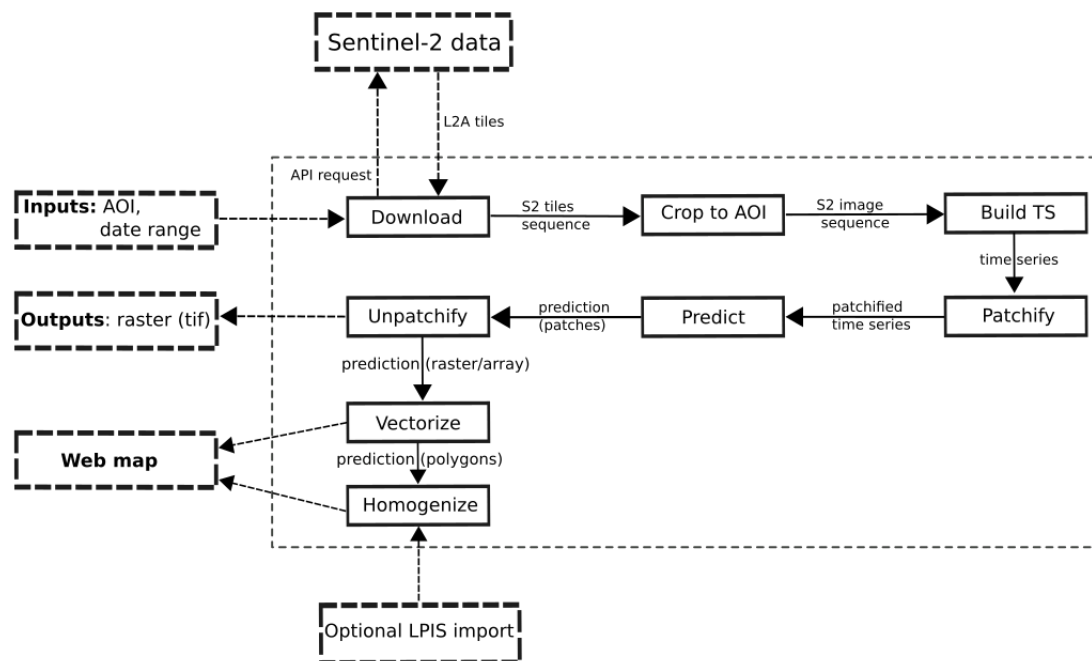 Sentinel-2 data
L2A tiles
API request
Inputs: AOI,
date range
Download
S2 tiles
sequence
Crop to AOI
S2 image
sequence
Build TS
time series
Outputs: raster (tif)
Unpatchify
prediction
(patches)
Predict
patchified
time series
Patchify
prediction (raster/array)
Vectorize
Web map
prediction (polygons)
Homogenize
Optional LPIS import